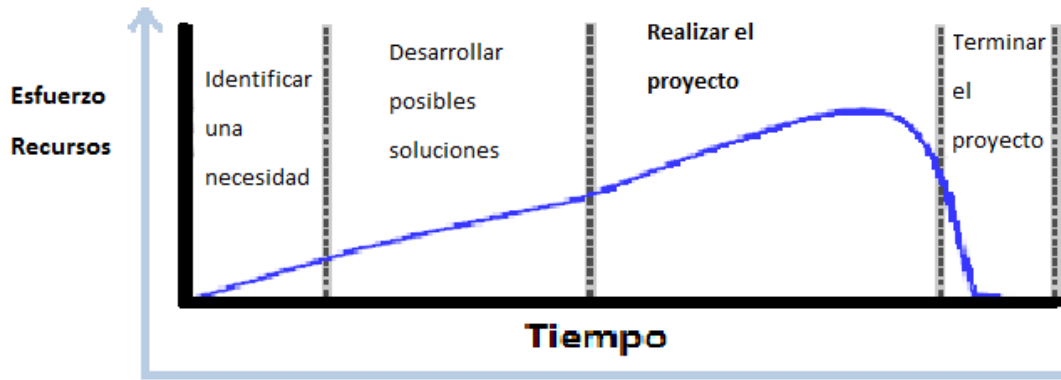 Esfuerzo
Recursos
Identificar
una
necesidad
Desarrollar
posibles
soluciones
Realizar el
proyecto
Terminar
el
proyecto
Tiempo